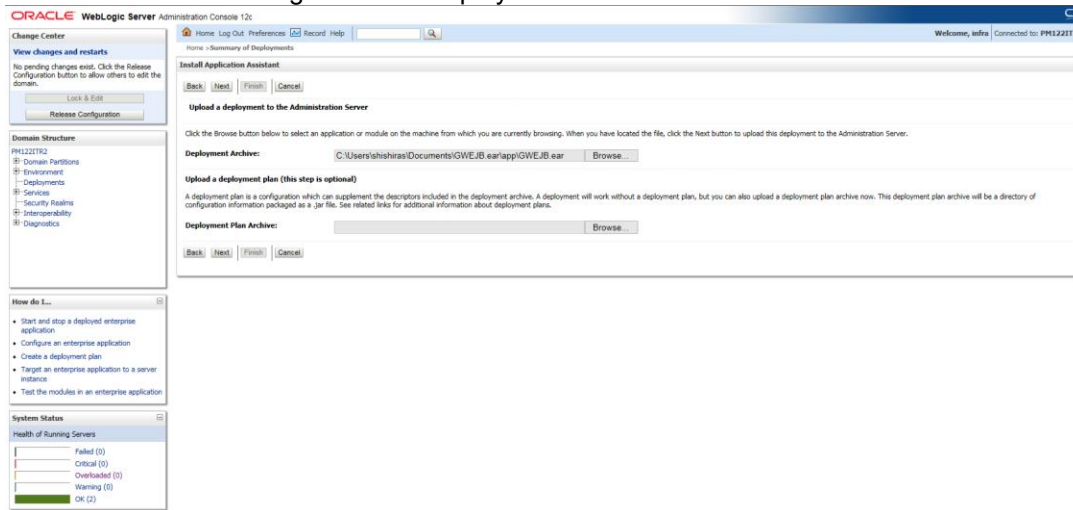 ORACLE WebLogic Server Administration Console 12c
Change Center
View changes and restarts
No pending changes exist. Click the Release
Configuration button to allow others to edit the
domain.
Lock & Edit
Release Configuration
Domain Structure
PM122ITR2
Domain Partitions
Environment
Deployments
Services
Security Realms
Interoperability
Diagnostics
How do I...
Start and stop a deployed enterprise
application
Configure an enterprise application
Create a deployment plan
Target an enterprise application to a server
instance
Test the modules in an enterprise application
System Status
Health of Running Servers
Failed (0)
Critical (0)
Overloaded (0)
Warning (0)
OK (2)
Home Log Out Preferences Record Help
Welcome, infra Connected to: PM122IT
Home >Summary of Deployments
Install Application Assistant
Back Next Finish Cancel
Upload a deployment to the Administration Server
Click the Browse button below to select an application or module on the machine from which you are currently browsing. When you have located the file, click the Next button to upload this deployment to the Administration Server.
Deployment Archive: C:\Users\shishiras\Documents\GWEJB.ear\app\GWEJB.ear Browse...
Upload a deployment plan (this step is optional)
A deployment plan is a configuration which can supplement the descriptors included in the deployment archive. A deployment will work without a deployment plan, but you can also upload a deployment plan archive now. This deployment plan archive will be a directory of
configuration information packaged as a .jar file. See related links for additional information about deployment plans.
Deployment Plan Archive: Browse...
Back Next Finish Cancel